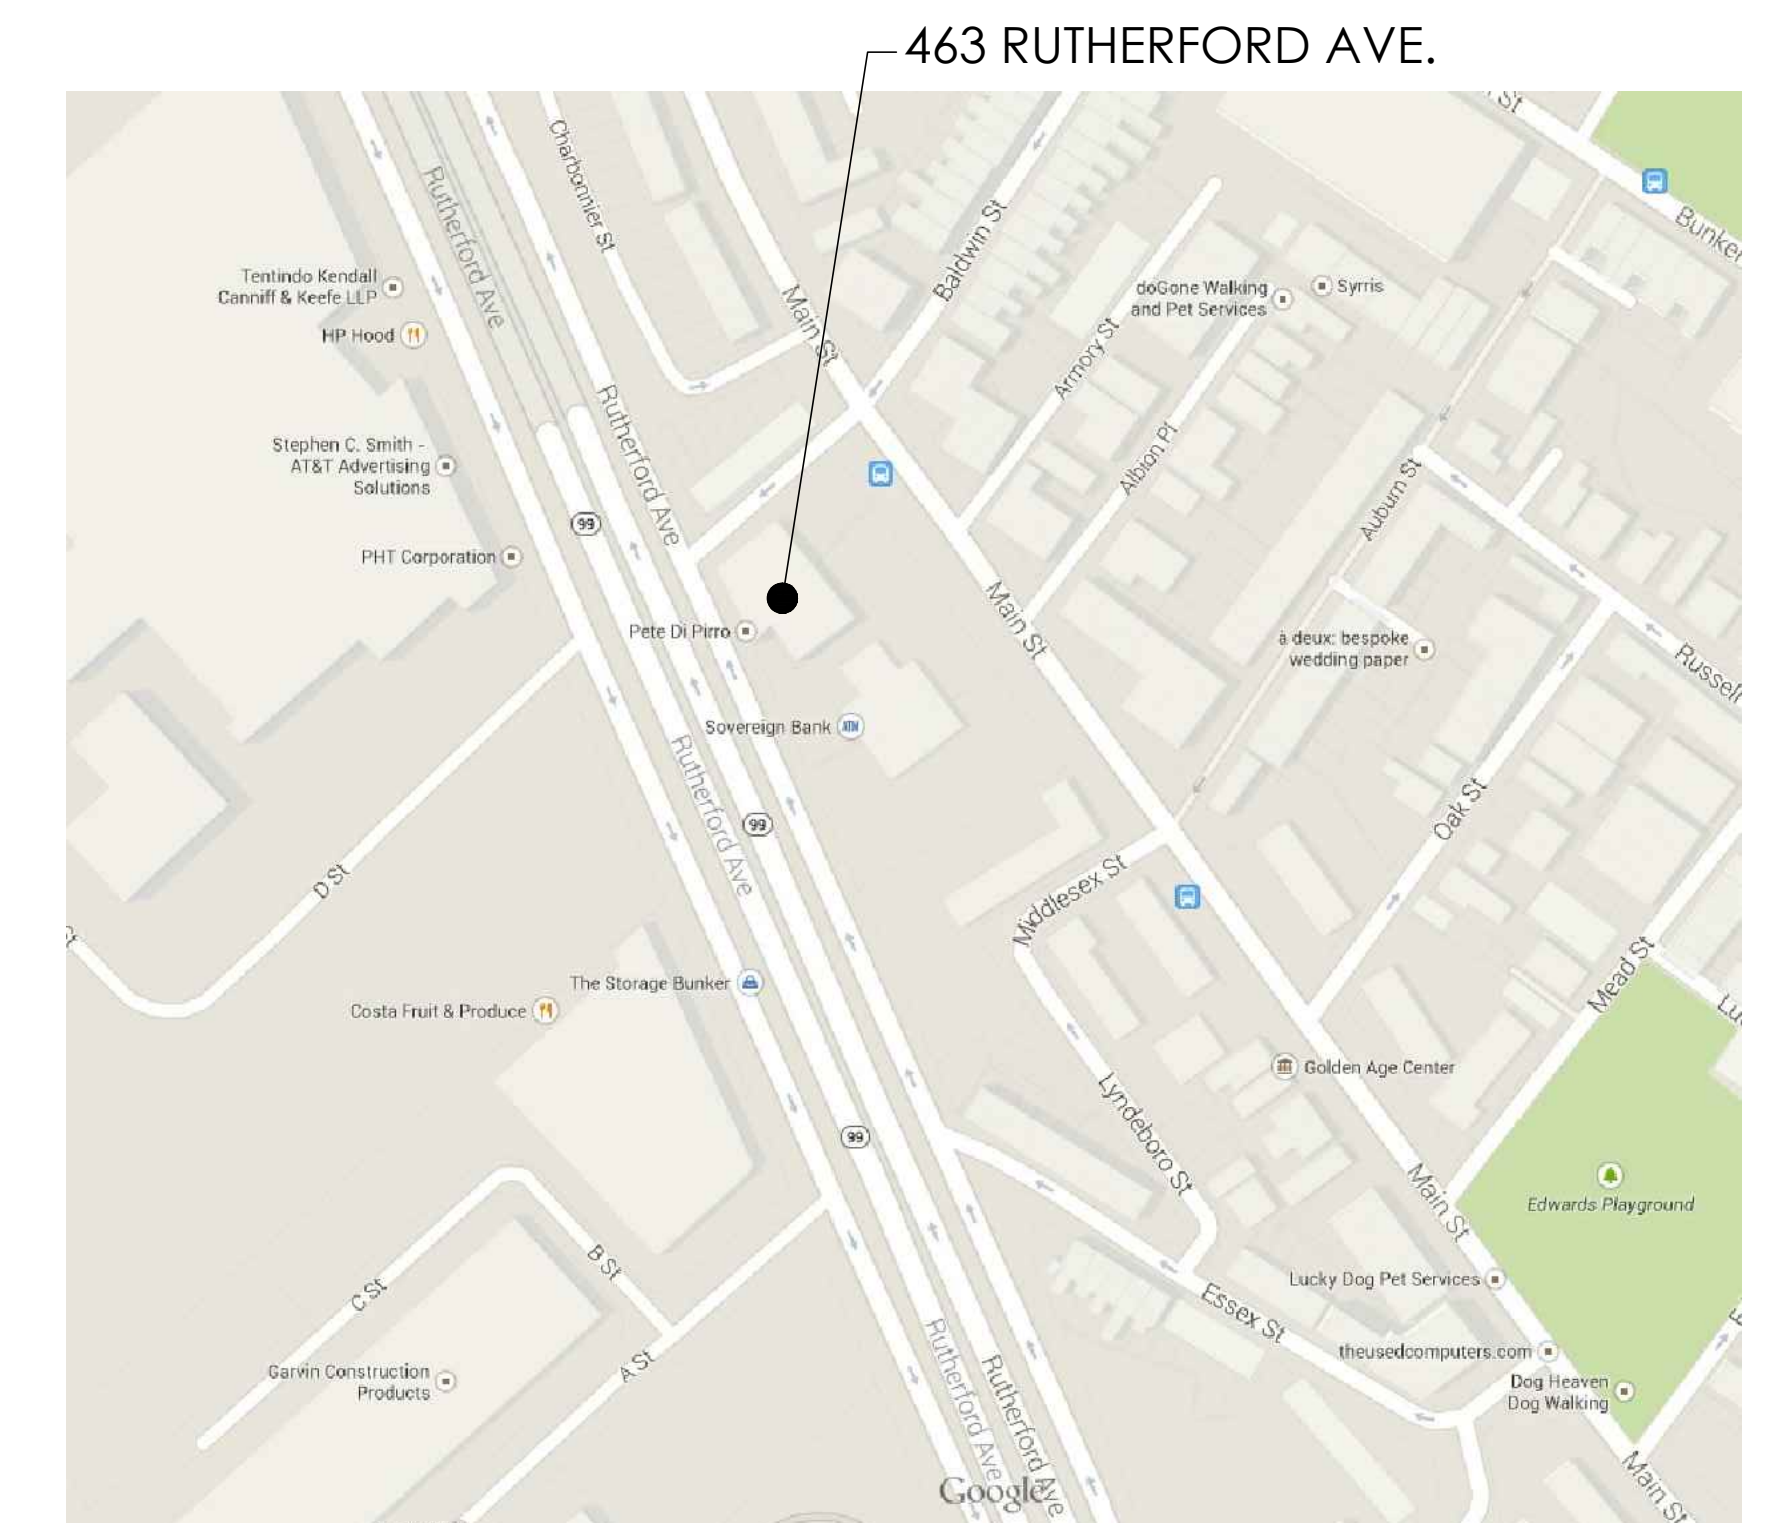 463 RUTHERFORD AVE.
St
Charbonnier St
Rutherford Ave
Baldwin St
Bunker
Tentindo Kendall
Canniff & Keefe LLP
HP Hood
Main St
doGone Walking
and Pet Services
Syrris
Armory St
Rutherford Ave
Stephen C. Smith -
AT&T Advertising
Solutions
Albion Pl
Auburn St
99
PHT Corporation
Main St
Pete Di Pirro
à deux: bespoke
wedding paper
Russell
Sovereign Bank
ATM
Rutherford Ave
99
Oak St
D St
Middlesex St
St
Mead St
The Storage Bunker
Costa Fruit & Produce
Lu
Golden Age Center
Lyndeboro St
99
Main St
Edwards Playground
B St
C St
Lucky Dog Pet Services
Essex St
theusedcomputers.com
A St
Garvin Construction
Products
Dog Heaven
Dog Walking
Rutherford Ave
Rutherford Ave
Main St
Google